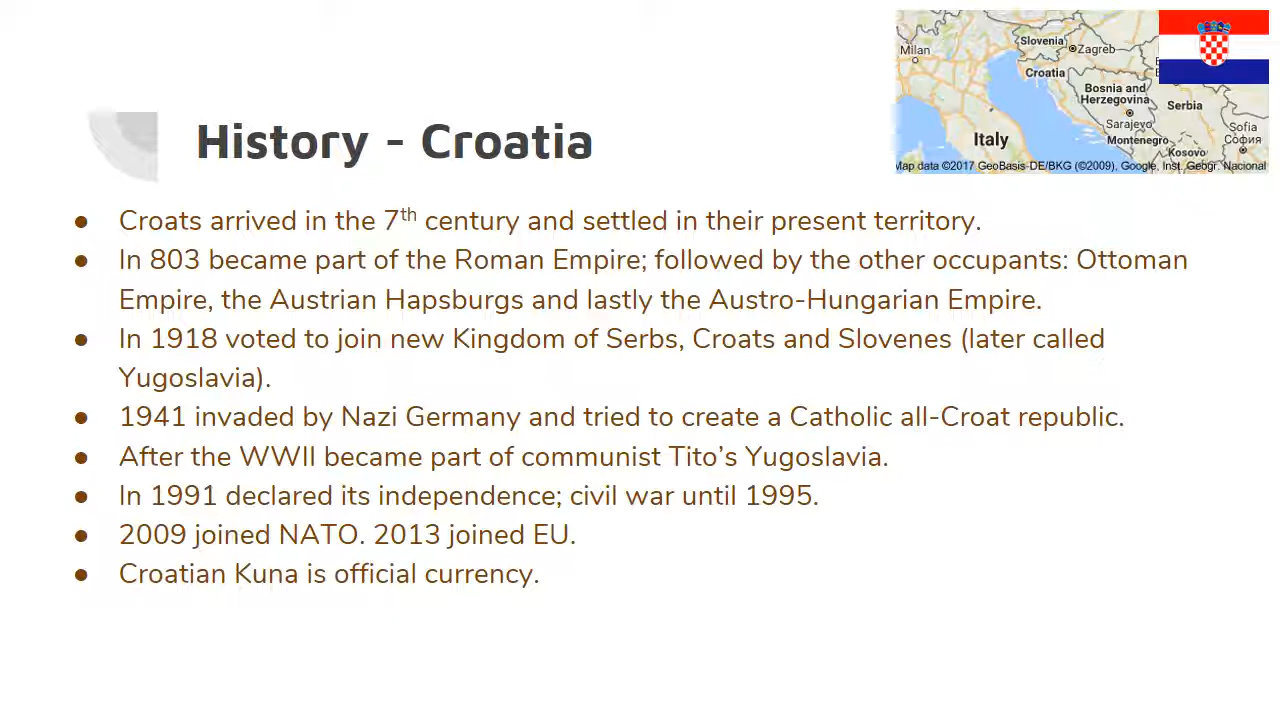 Milan
Slovenia
Zagreb
Croatia
Bosnia and
Herzegovina
Serbia
Sarajevo
Italy
Montenegro
Sofia
София
Kosovo
Map data ©2017 GeoBasis-DE/BKG (©2009), Google, Inst. Geogr. Nacional
History - Croatia
● Croats arrived in the 7th century and settled in their present territory.
● In 803 became part of the Roman Empire; followed by the other occupants: Ottoman
Empire, the Austrian Hapsburgs and lastly the Austro-Hungarian Empire.
● In 1918 voted to join new Kingdom of Serbs, Croats and Slovenes (later called
Yugoslavia).
● 1941 invaded by Nazi Germany and tried to create a Catholic all-Croat republic.
● After the WWII became part of communist Tito’s Yugoslavia.
● In 1991 declared its independence; civil war until 1995.
● 2009 joined NATO. 2013 joined EU.
● Croatian Kuna is official currency.